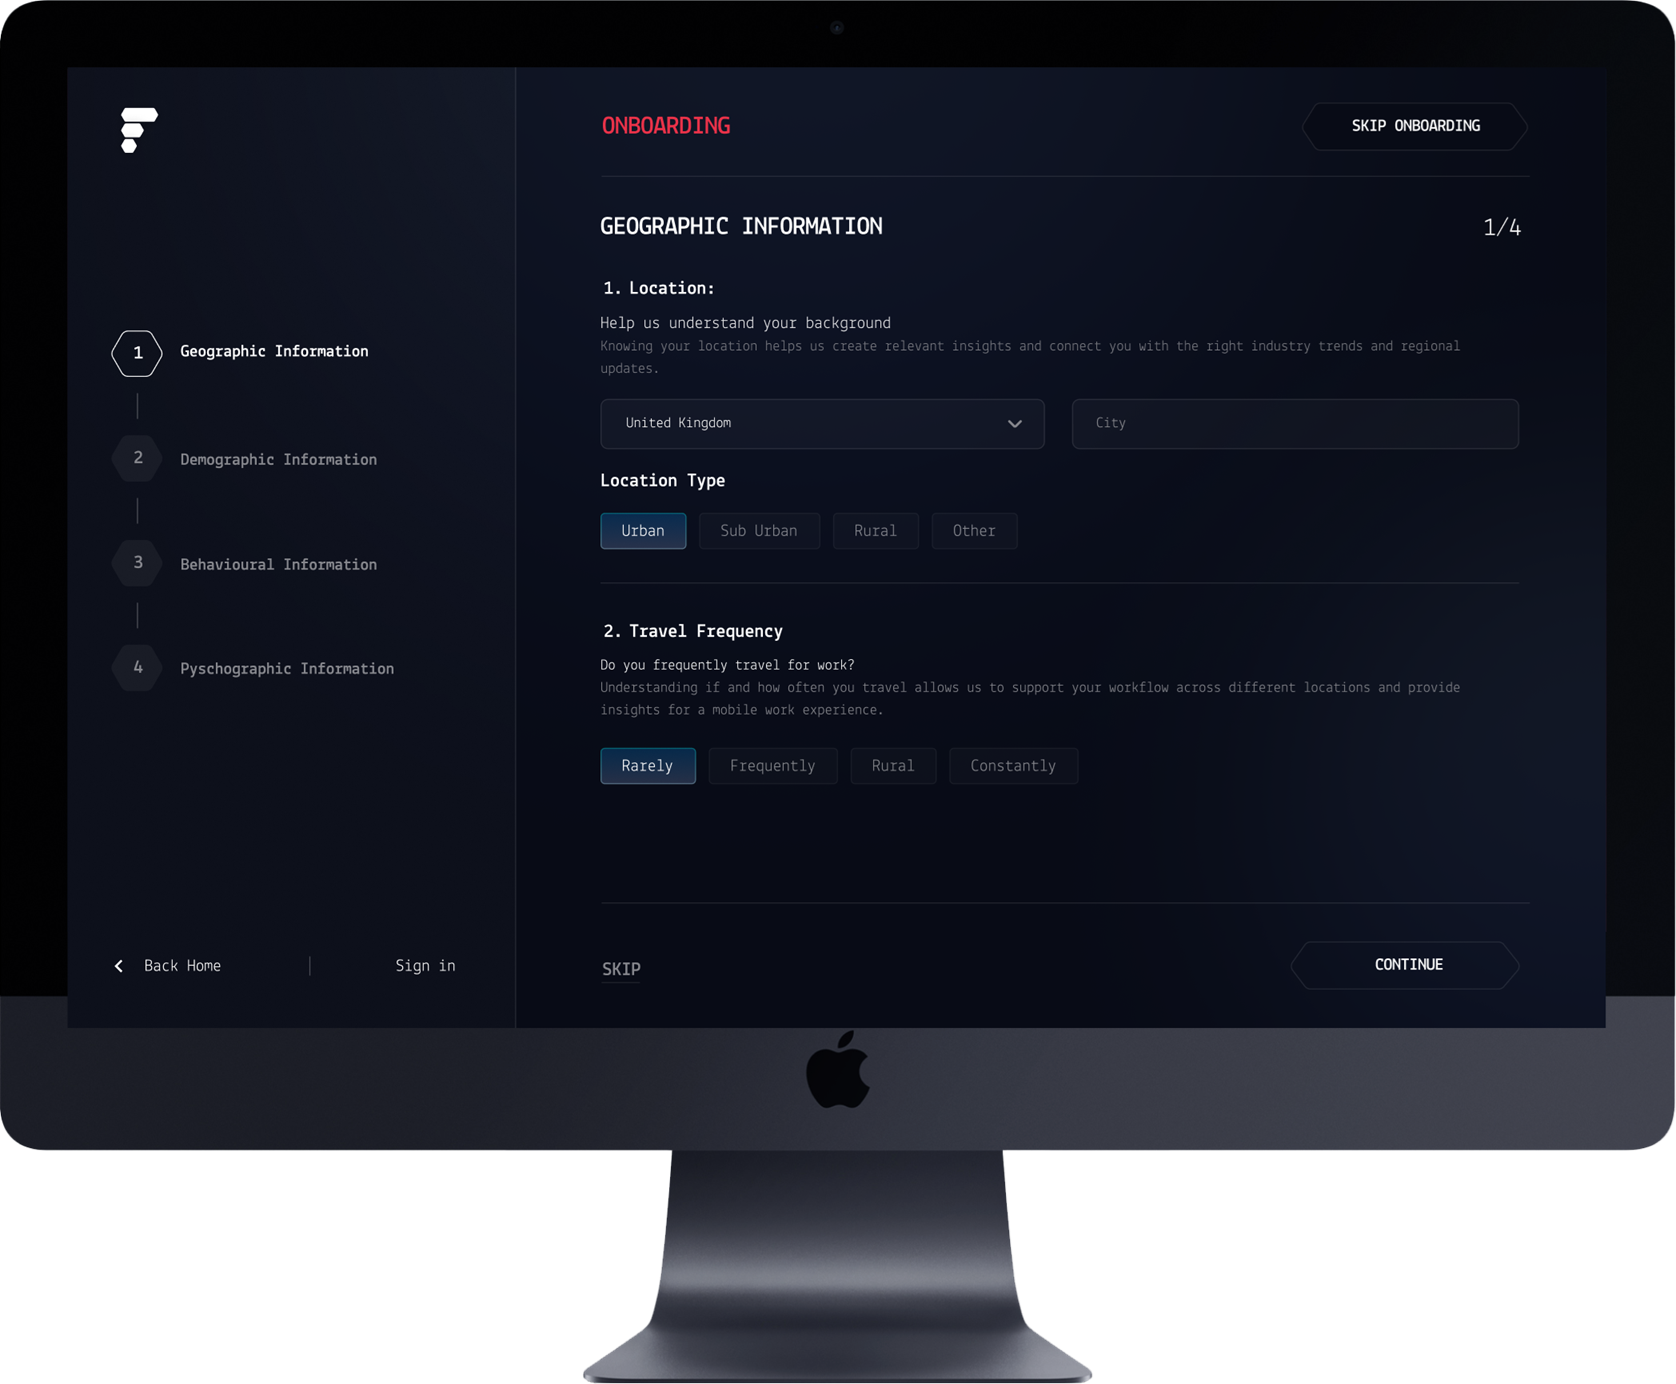 ONBOARDING
SKIP ONBOARDING
GEOGRAPHIC INFORMATION
1/4
1. Location:
Help us understand your background
Knowing your location helps us create relevant insights and connect you with the right industry trends and regional
updates.
United Kingdom
City
Location Type
Urban
Sub Urban
Rural
Other
2. Travel Frequency
Do you frequently travel for work?
Understanding if and how often you travel allows us to support your workflow across different locations and provide
insights for a mobile work experience.
Rarely
Frequently
Rural
Constantly
SKIP
CONTINUE
1
Geographic Information
2
Demographic Information
3
Behavioural Information
4
Pyschographic Information
Back Home
Sign in